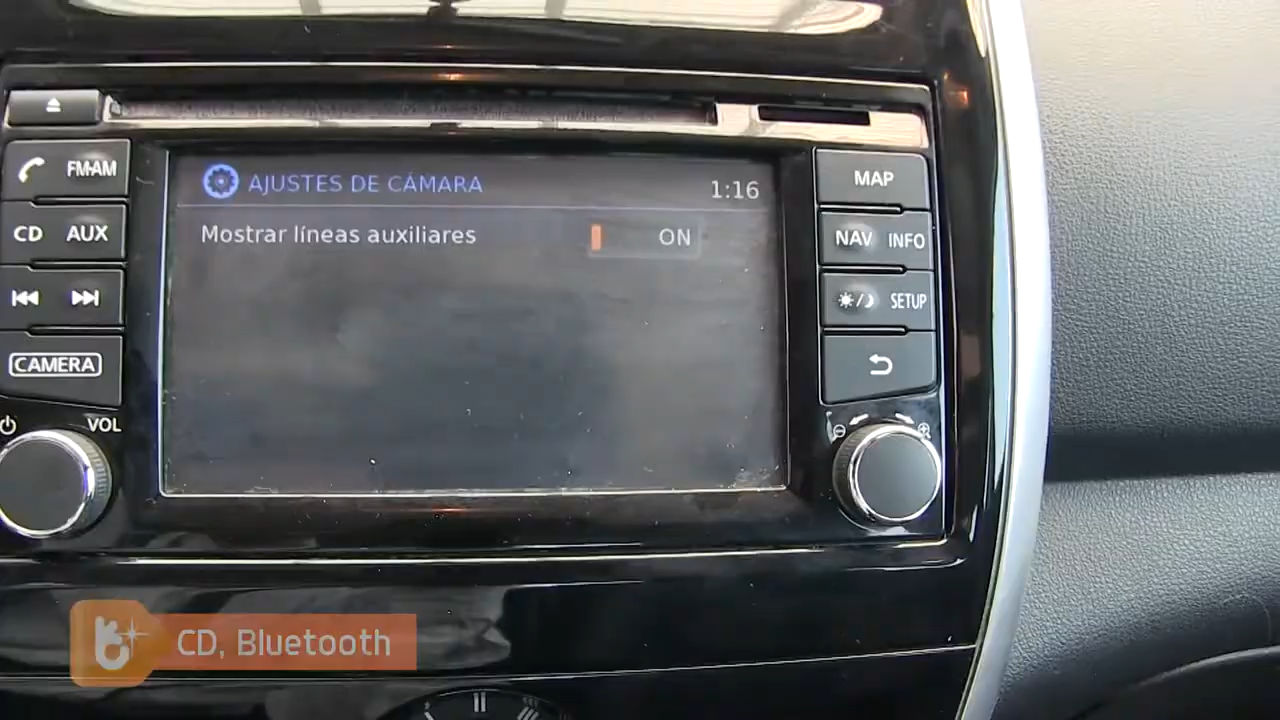 FM·AM
MAP
AJUSTES DE CÁMARA
1:16
CD
AUX
Mostrar líneas auxiliares
ON
NAV
INFO
SETUP
CAMERA
VOL
CD, Bluetooth